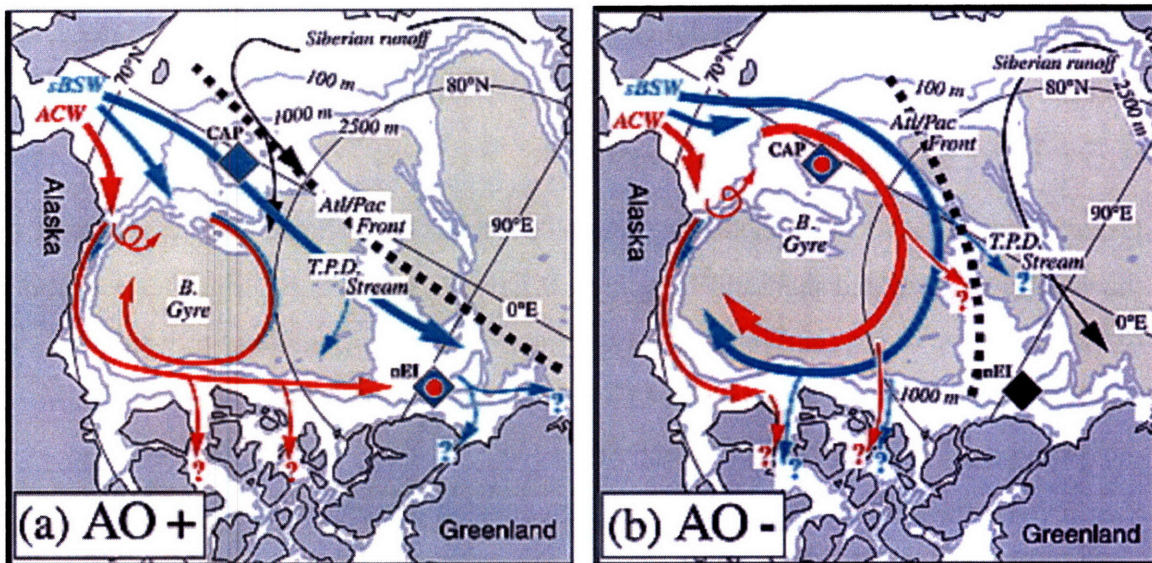 Siberian runoff
70°N
sBSW
ACW
100 m
80°N
1000 m
2500 m
CAP
Alaska
Atl/Pac
Front
90°E
T.P.D.
Stream
B.
Gyre
0°E
nEI
?
?
?
?
(a) AO +
Greenland
Siberian runoff
70°N
sBSW
ACW
100 m
80°N
2500 m
Atl/Pac
Front
CAP
Alaska
B.
Gyre
90°E
T.P.D.
Stream
?
?
0°E
nEI
1000 m
?
?
?
?
(b) AO -
Greenland